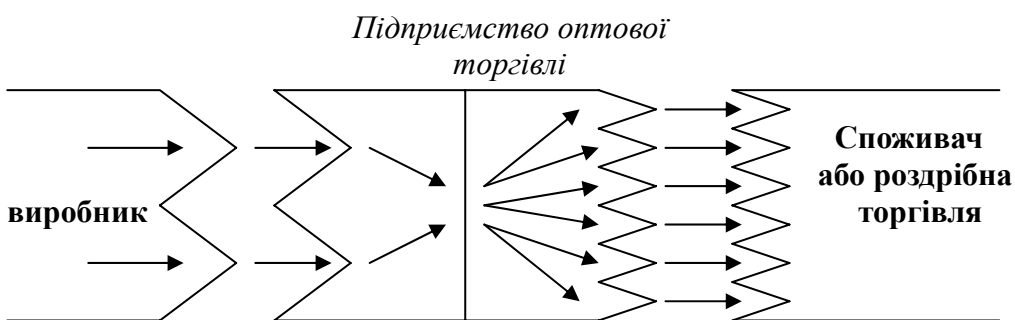 Підприємство оптової
торгівлі
виробник
Споживач
або роздрібна
торгівля